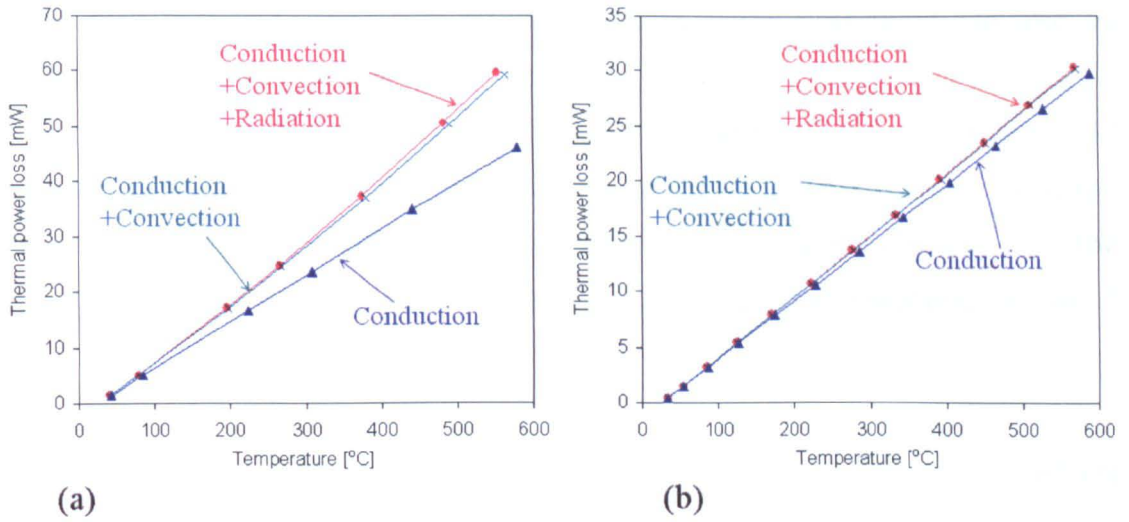 70
60
50
40
30
20
10
0
Thermal power loss [mW]
Conduction
+Convection
+Radiation
Conduction
+Convection
Conduction
0 100 200 300 400 500 600
Temperature [°C]
(a)
35
30
25
20
15
10
5
0
Thermal power loss [mW]
Conduction
+Convection
+Radiation
Conduction
+Convection
Conduction
0 100 200 300 400 500 600
Temperature [°C]
(b)